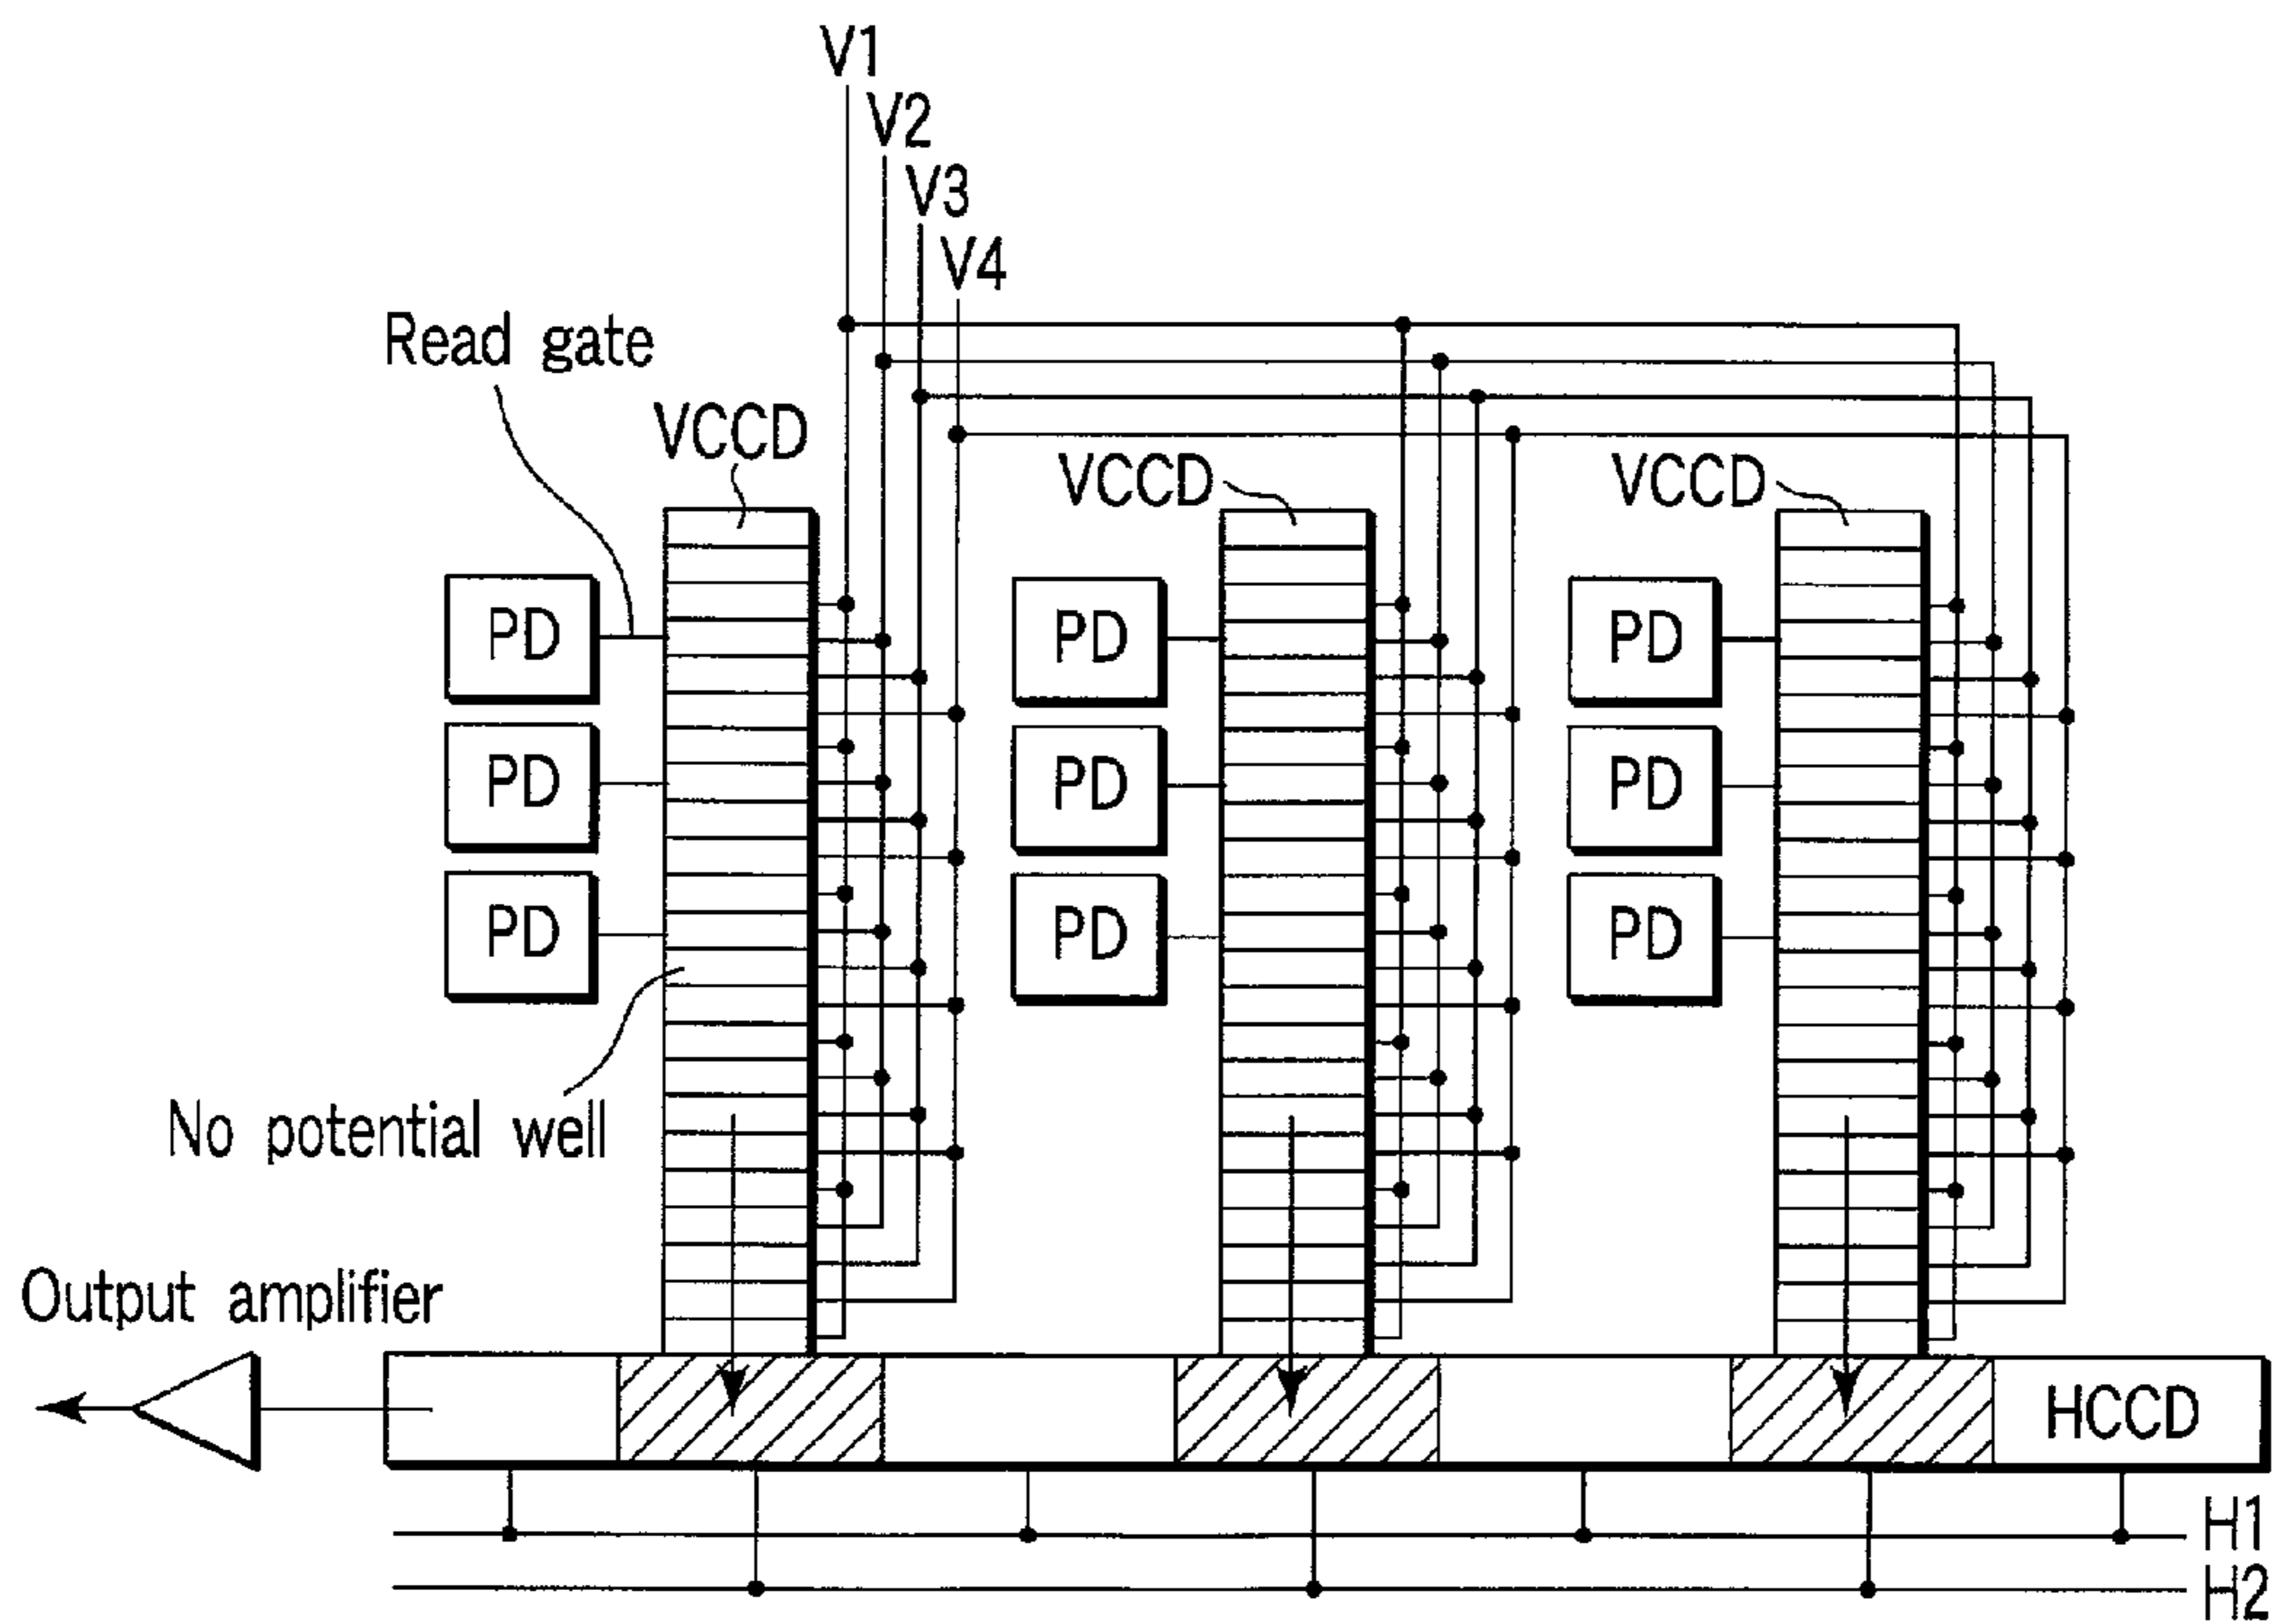 V1
V2
V3
V4
Read gate
VCCD
VCCD
VCCD
PD
PD
PD
PD
PD
PD
PD
PD
PD
No potential well
Output amplifier
HCCD
H1
H2